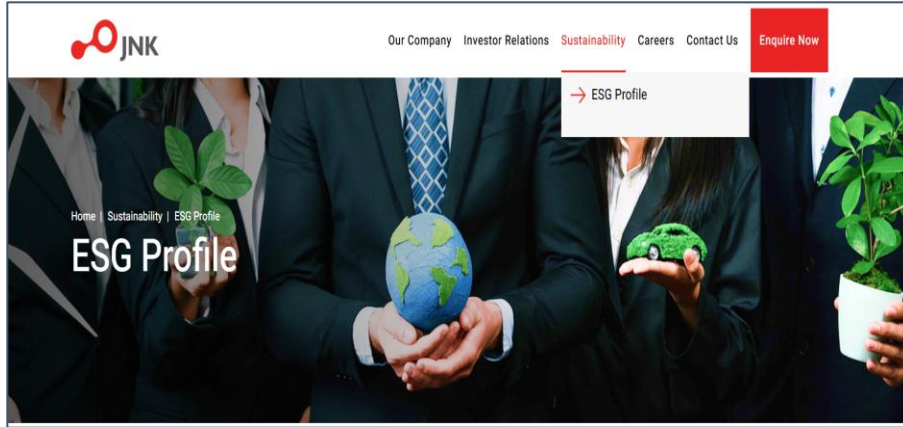 JNK
Our Company Investor Relations Sustainability Careers Contact Us Enquire Now
→ ESG Profile
Home | Sustainability | ESG Profile
ESG Profile